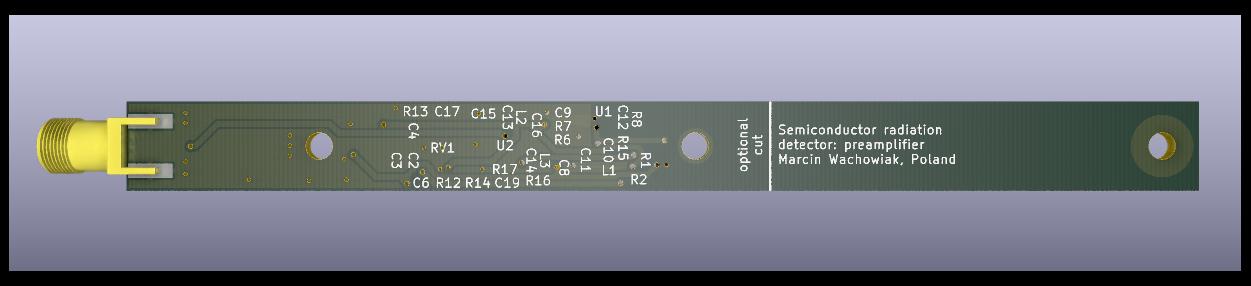 R13 C17 C15 C13 L2 C16 C9 U1 C12 R8
R7
R6
C4
RV1 U2
C3 C2
C14 L3 C8 C11 C10 R15 R1
R17 L1
C6 R12 R14 C19 R16 R2
optional
cut
Semiconductor radiation
detector: preamplifier
Marcin Wachowiak, Poland